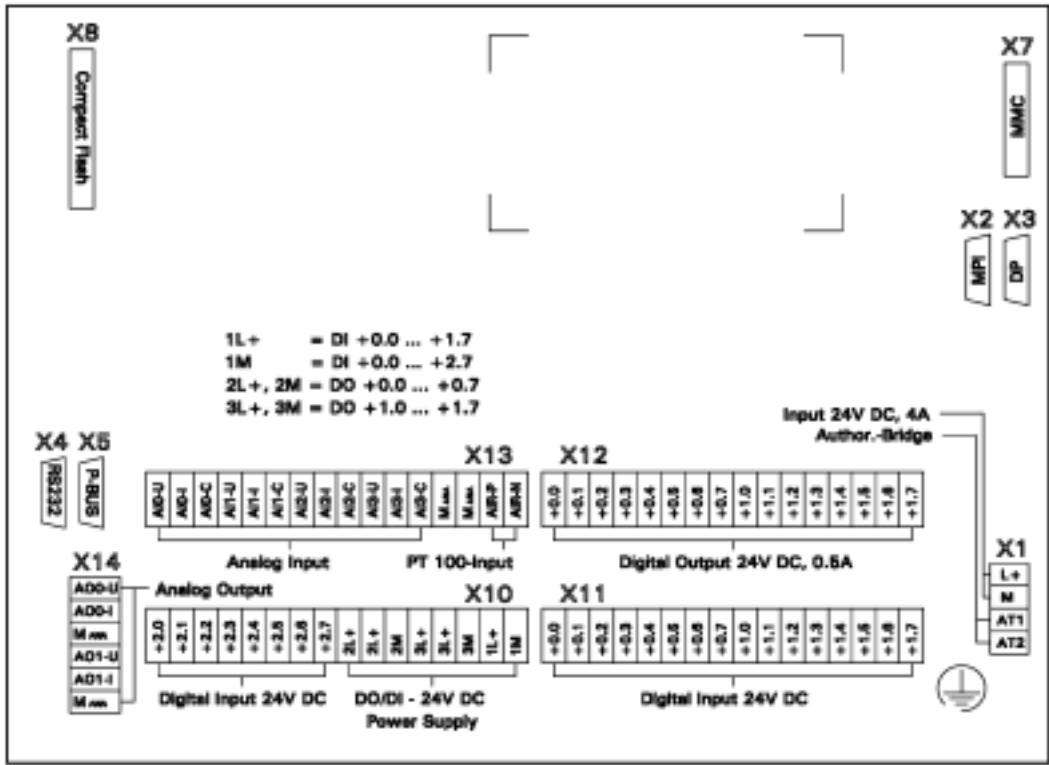 X8
Compact Flash
X7
MMC
X2 X3
MPI
DP
1L+ = DI +0.0 ... +1.7
1M = DI +0.0 ... +2.7
2L+, 2M = DO +0.0 ... +0.7
3L+, 3M = DO +1.0 ... +1.7
Input 24V DC, 4A
Author.-Bridge
X4 X5
RS232
P-BUS
X13
AI0-U
AI0-I
AI0-C
AI1-U
AI1-I
AI1-C
AI2-U
AI2-I
AI2-C
AI3-U
AI3-I
AI3-C
M
M
AIR-P
AIR-N
Analog Input
PT 100-Input
X12
+0.0
+0.1
+0.2
+0.3
+0.4
+0.5
+0.6
+0.7
+1.0
+1.1
+1.2
+1.3
+1.4
+1.5
+1.6
+1.7
Digital Output 24V DC, 0.5A
X1
L+
M
AT1
AT2
X14
AO0-U
AO0-I
M
AO1-U
AO1-I
M
Analog Output
X10
+2.0
+2.1
+2.2
+2.3
+2.4
+2.5
+2.6
+2.7
2L+
2L+
2M
3L+
3L+
3M
1L+
1M
Digital Input 24V DC
DO/DI - 24V DC
Power Supply
X11
+0.0
+0.1
+0.2
+0.3
+0.4
+0.5
+0.6
+0.7
+1.0
+1.1
+1.2
+1.3
+1.4
+1.5
+1.6
+1.7
Digital Input 24V DC